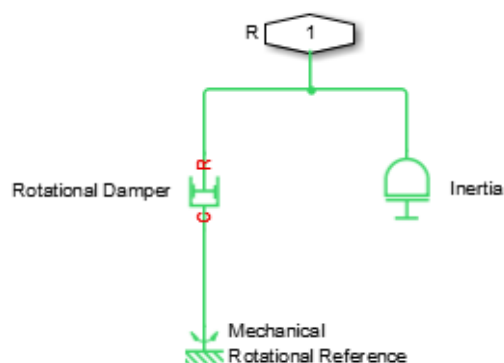 R 1
R
Rotational Damper
Inertia
C
Mechanical
Rotational Reference